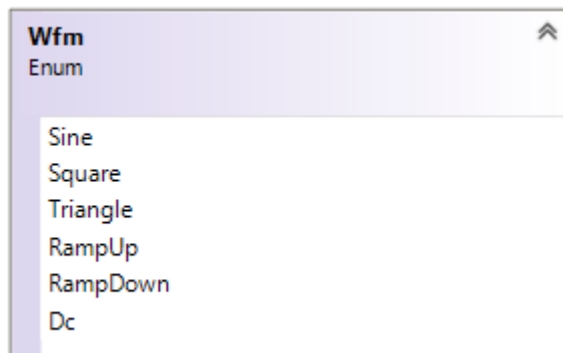 Wfm
Enum
Sine
Square
Triangle
RampUp
RampDown
Dc